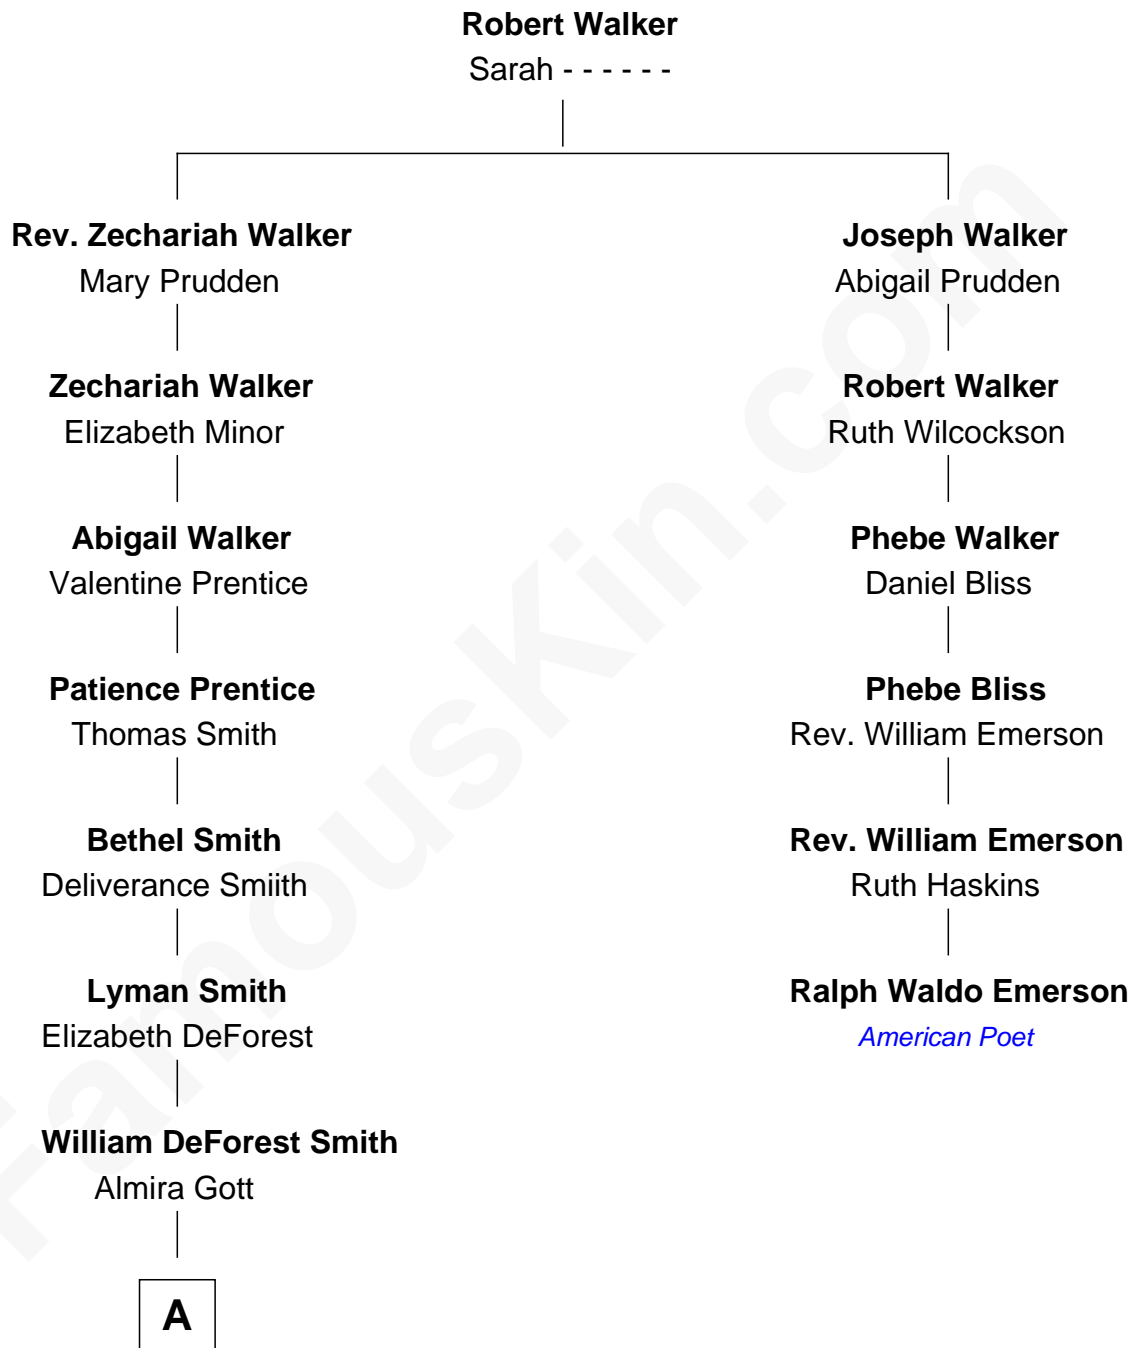 Robert Walker
Sarah - - - - - -
Rev. Zechariah Walker
Mary Prudden
Joseph Walker
Abigail Prudden
Zechariah Walker
Elizabeth Minor
Robert Walker
Ruth Wilcockson
Abigail Walker
Valentine Prentice
Phebe Walker
Daniel Bliss
Patience Prentice
Thomas Smith
Phebe Bliss
Rev. William Emerson
Bethel Smith
Deliverance Smiith
Rev. William Emerson
Ruth Haskins
Lyman Smith
Elizabeth DeForest
Ralph Waldo Emerson
American Poet
William DeForest Smith
Almira Gott
A
FamousKin.com